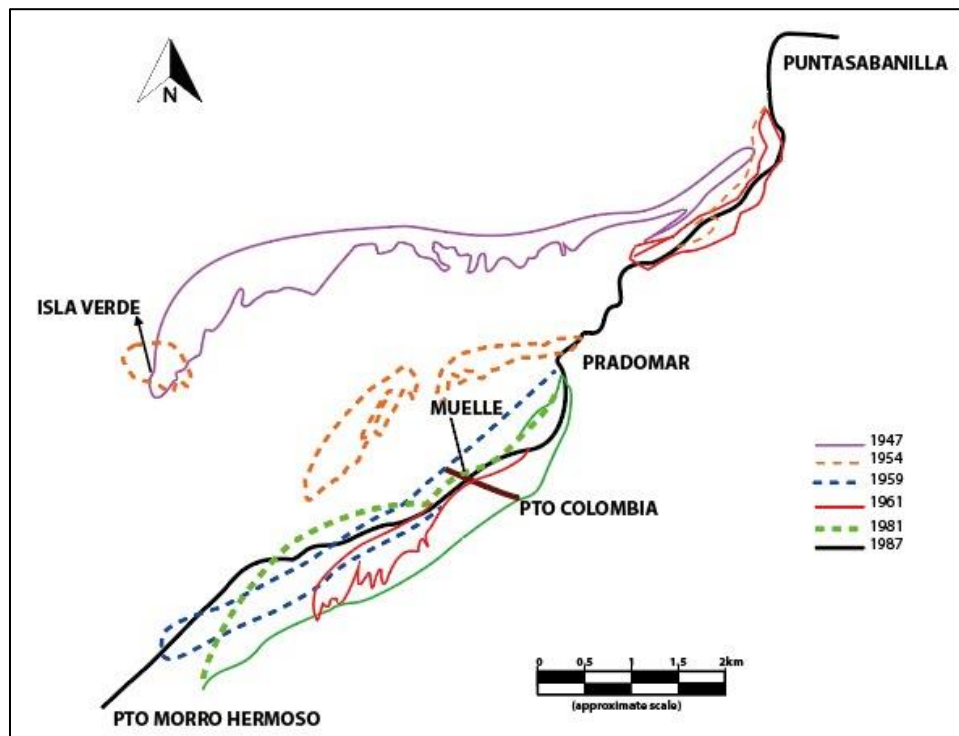 N
PUNTASABANILLA
ISLA VERDE
PRADOMAR
MUELLE
PTO COLOMBIA
1947
1954
1959
1961
1981
1987
0 0,5 1 1,5 2km
(approximate scale)
PTO MORRO HERMOSO